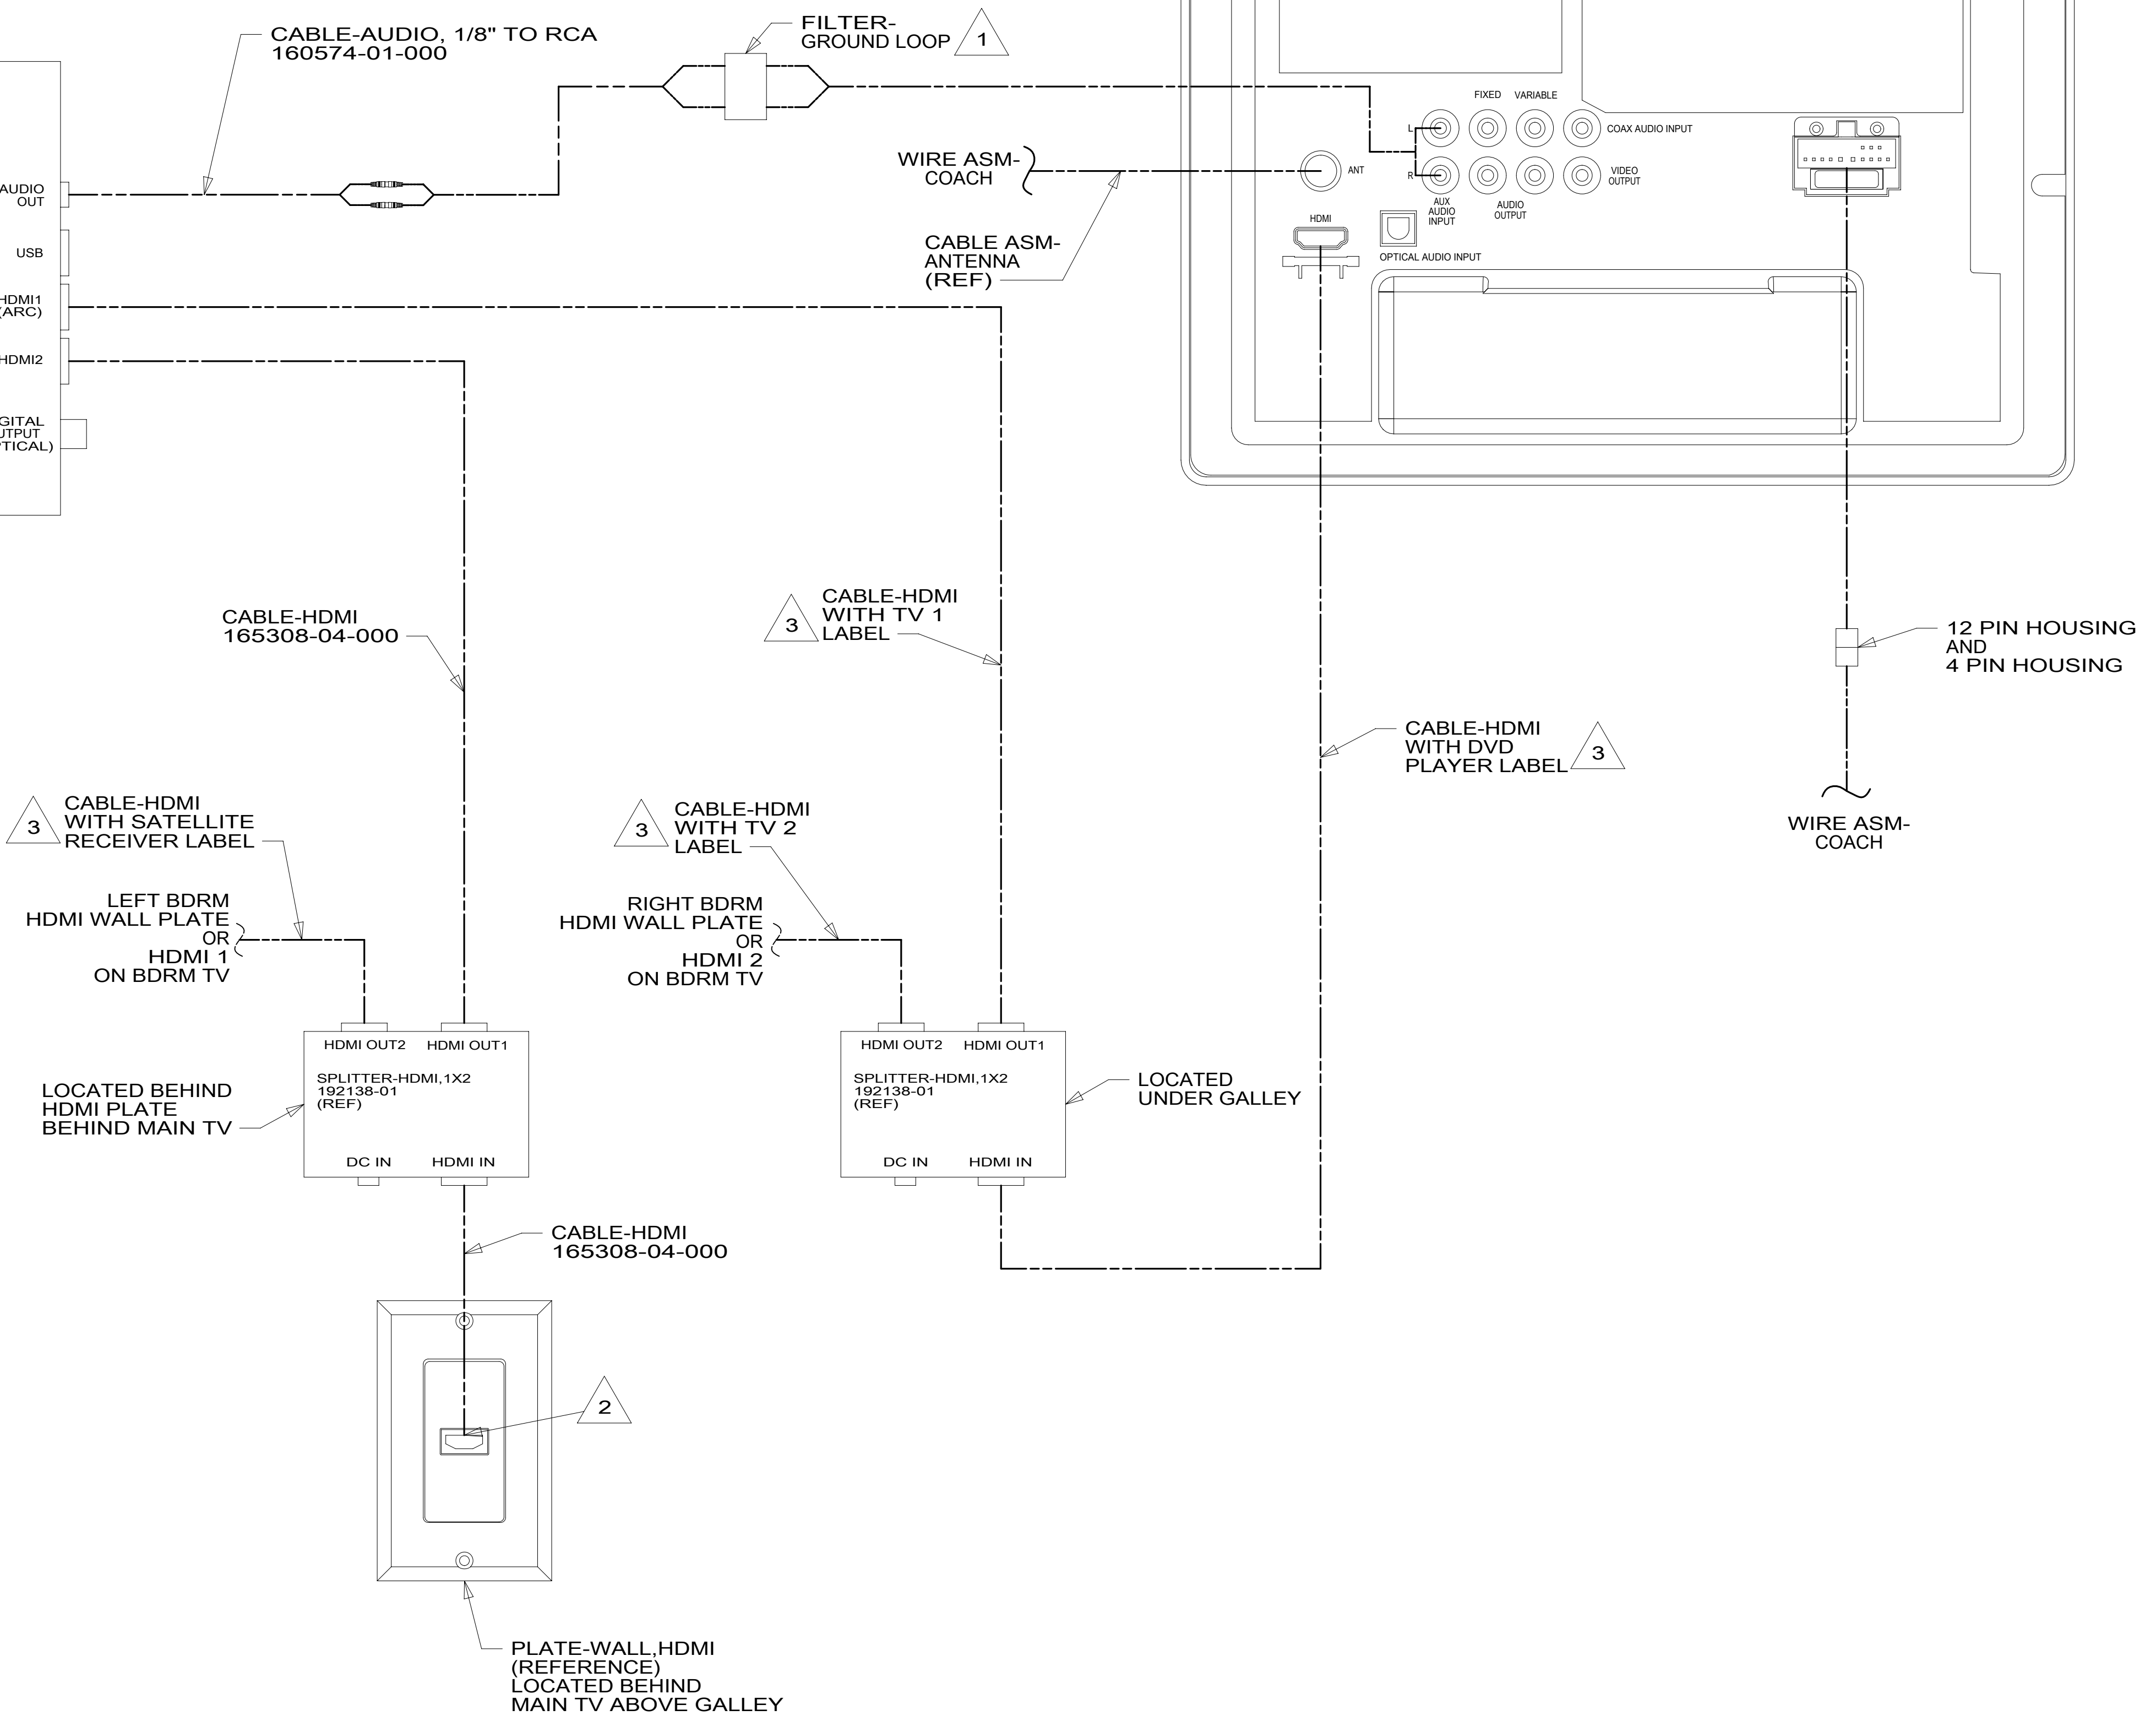 CABLE-AUDIO, 1/8" TO RCA
160574-01-000
FILTER-
GROUND LOOP
1
AUDIO
OUT
USB
HDMI1
(ARC)
HDMI2
GITAL
UTPUT
PTICAL)
WIRE ASM-
COACH
CABLE ASM-
ANTENNA
(REF)
FIXED VARIABLE
L
COAX AUDIO INPUT
ANT
R
VIDEO
OUTPUT
AUX
AUDIO
INPUT
AUDIO
OUTPUT
HDMI
OPTICAL AUDIO INPUT
CABLE-HDMI
165308-04-000
3
CABLE-HDMI
WITH TV 1
LABEL
12 PIN HOUSING
AND
4 PIN HOUSING
CABLE-HDMI
WITH DVD
PLAYER LABEL
3
WIRE ASM-
COACH
3
CABLE-HDMI
WITH SATELLITE
RECEIVER LABEL
LEFT BDRM
HDMI WALL PLATE
OR
HDMI 1
ON BDRM TV
3
CABLE-HDMI
WITH TV 2
LABEL
RIGHT BDRM
HDMI WALL PLATE
OR
HDMI 2
ON BDRM TV
HDMI OUT2 HDMI OUT1
SPLITTER-HDMI,1X2
192138-01
(REF)
DC IN HDMI IN
LOCATED BEHIND
HDMI PLATE
BEHIND MAIN TV
HDMI OUT2 HDMI OUT1
SPLITTER-HDMI,1X2
192138-01
(REF)
DC IN HDMI IN
LOCATED
UNDER GALLEY
CABLE-HDMI
165308-04-000
2
PLATE-WALL,HDMI
(REFERENCE)
LOCATED BEHIND
MAIN TV ABOVE GALLEY